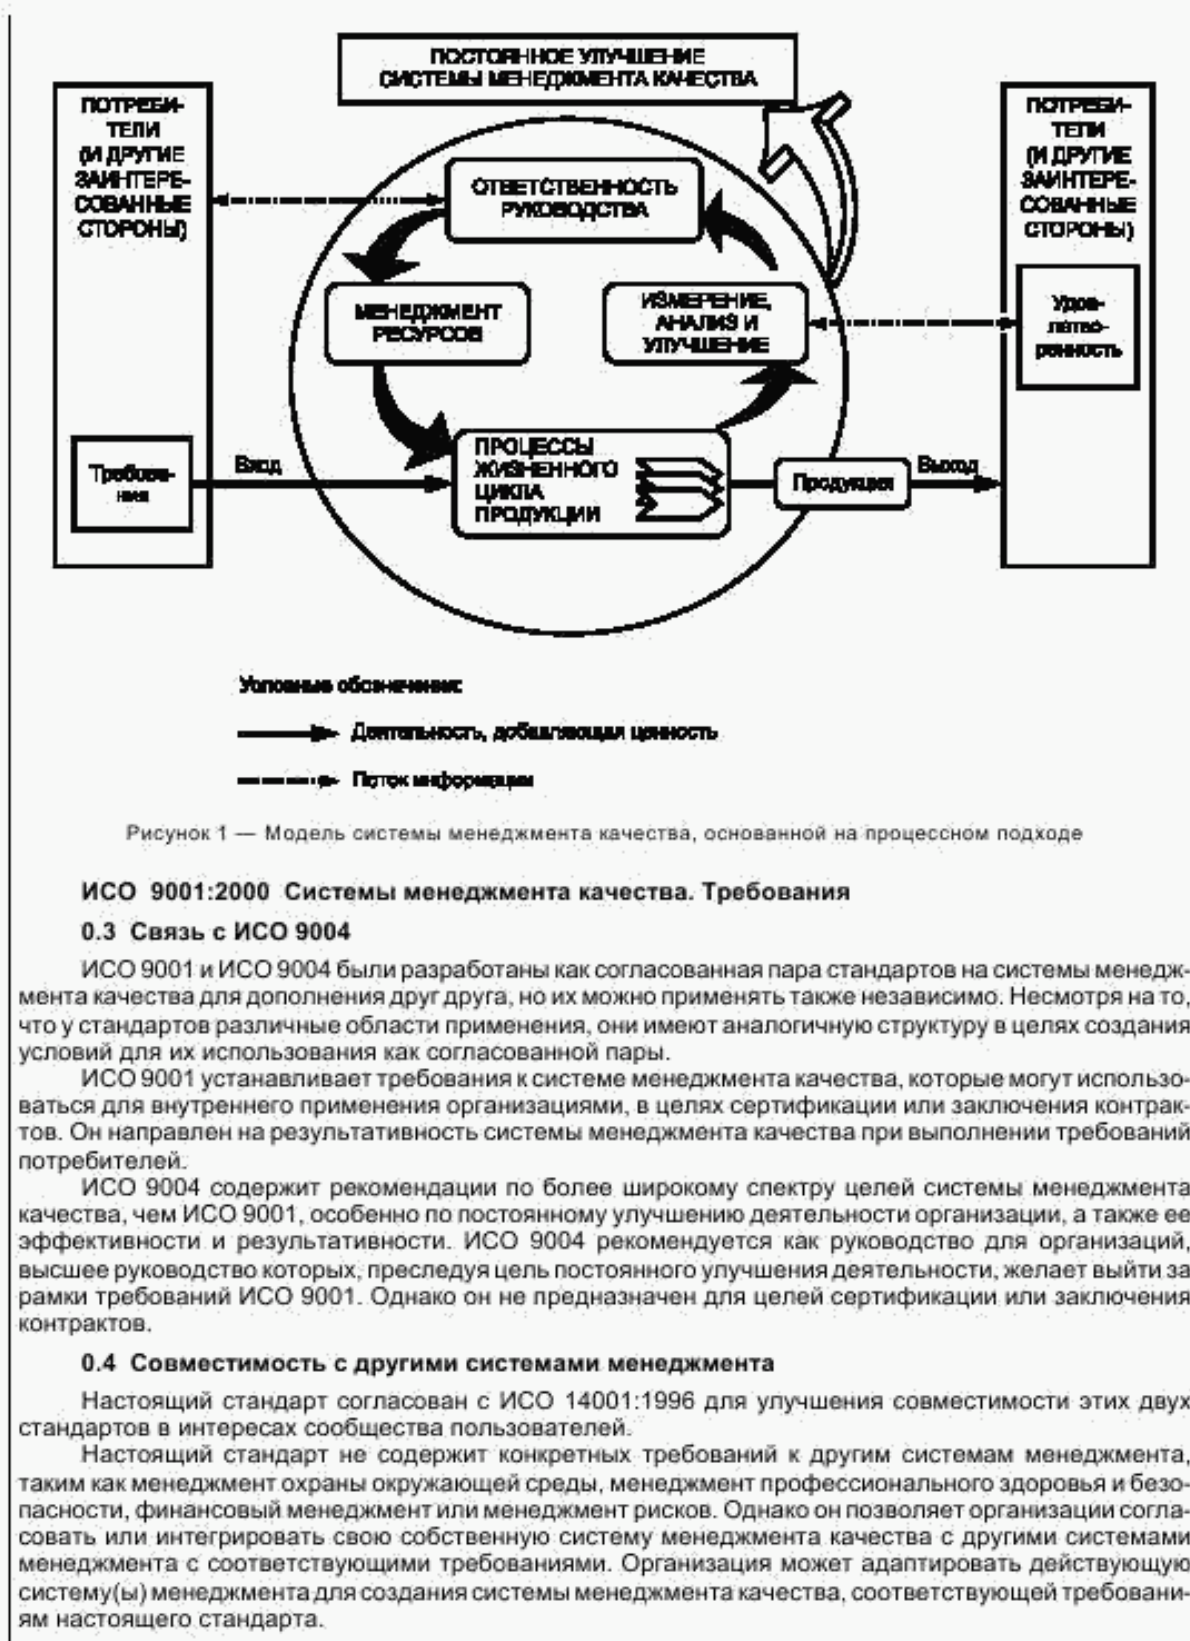 ПОСТОЯННОЕ УЛУЧШЕНИЕ
СИСТЕМЫ МЕНЕДЖМЕНТА КАЧЕСТВА
ПОТРЕБИ-
ТЕЛИ
(И ДРУГИЕ
ЗАИНТЕРЕ-
СОВАННЫЕ
СТОРОНЫ)
ПОТРЕБИ-
ТЕЛИ
(И ДРУГИЕ
ЗАИНТЕРЕ-
СОВАННЫЕ
СТОРОНЫ)
ОТВЕТСТВЕННОСТЬ
РУКОВОДСТВА
МЕНЕДЖМЕНТ
РЕСУРСОВ
ИЗМЕРЕНИЕ,
АНАЛИЗ И
УЛУЧШЕНИЕ
Удов-
летво-
ренность
Требова-
ния
Вход
ПРОЦЕССЫ
ЖИЗНЕННОГО
ЦИКЛА
ПРОДУКЦИИ
Продукция
Выход
Условные обозначения:
Деятельность, добавляющая ценность
Поток информации
Рисунок 1 — Модель системы менеджмента качества, основанной на процессном подходе
ИСО 9001:2000 Системы менеджмента качества. Требования
0.3 Связь с ИСО 9004
ИСО 9001 и ИСО 9004 были разработаны как согласованная пара стандартов на системы менедж-
мента качества для дополнения друг друга, но их можно применять также независимо. Несмотря на то,
что у стандартов различные области применения, они имеют аналогичную структуру в целях создания
условий для их использования как согласованной пары.
ИСО 9001 устанавливает требования к системе менеджмента качества, которые могут использо-
ваться для внутреннего применения организациями, в целях сертификации или заключения контрак-
тов. Он направлен на результативность системы менеджмента качества при выполнении требований
потребителей.
ИСО 9004 содержит рекомендации по более широкому спектру целей системы менеджмента
качества, чем ИСО 9001, особенно по постоянному улучшению деятельности организации, а также ее
эффективности и результативности. ИСО 9004 рекомендуется как руководство для организаций,
высшее руководство которых, преследуя цель постоянного улучшения деятельности, желает выйти за
рамки требований ИСО 9001. Однако он не предназначен для целей сертификации или заключения
контрактов.
0.4 Совместимость с другими системами менеджмента
Настоящий стандарт согласован с ИСО 14001:1996 для улучшения совместимости этих двух
стандартов в интересах сообщества пользователей.
Настоящий стандарт не содержит конкретных требований к другим системам менеджмента,
таким как менеджмент охраны окружающей среды, менеджмент профессионального здоровья и безо-
пасности, финансовый менеджмент или менеджмент рисков. Однако он позволяет организации согла-
совать или интегрировать свою собственную систему менеджмента качества с другими системами
менеджмента с соответствующими требованиями. Организация может адаптировать действующую
систему(ы) менеджмента для создания системы менеджмента качества, соответствующей требовани-
ям настоящего стандарта.